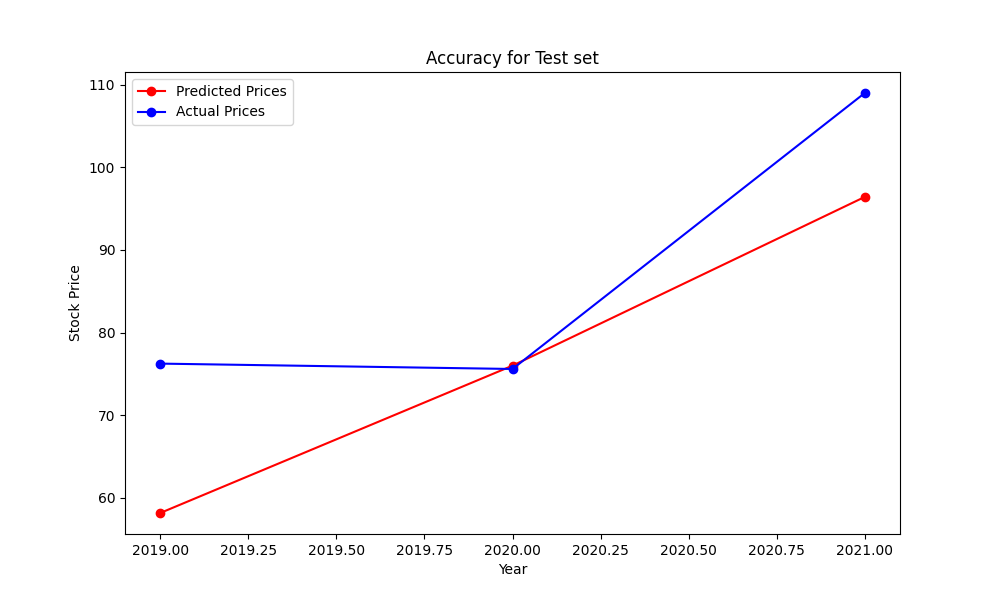 Accuracy for Test set
Predicted Prices
Actual Prices
110
100
90
80
70
60
Stock Price
2019.00 2019.25 2019.50 2019.75 2020.00 2020.25 2020.50 2020.75 2021.00
Year